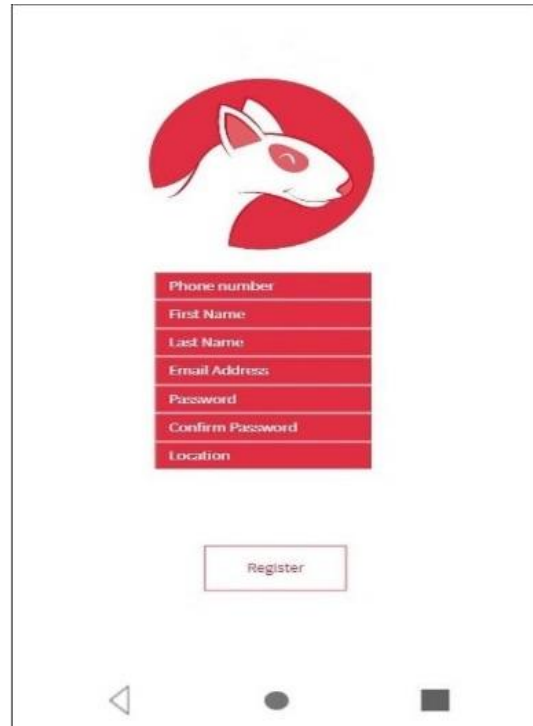 Phone number
First Name
Last Name
Email Address
Password
Confirm Password
Location
Register